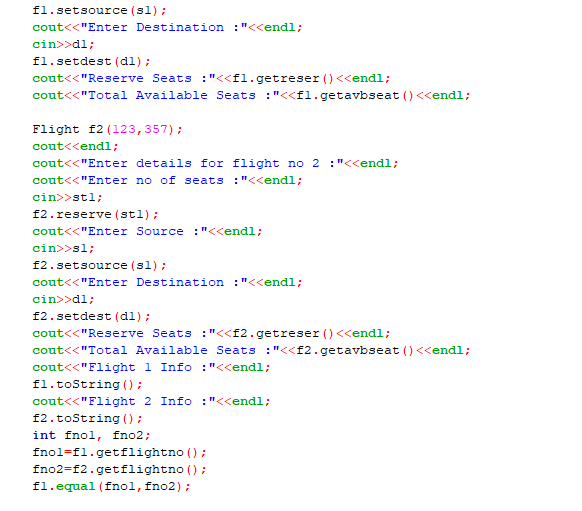 f1.setsource(s1);
cout<<"Enter Destination :"<<endl;
cin>>d1;
f1.setdest(d1);
cout<<"Reserve Seats :"<<f1.getreser()<<endl;
cout<<"Total Available Seats :"<<f1.getavbseat()<<endl;
Flight f2(123,357);
cout<<endl;
cout<<"Enter details for flight no 2 :"<<endl;
cout<<"Enter no of seats :"<<endl;
cin>>st1;
f2.reserve(st1);
cout<<"Enter Source :"<<endl;
cin>>s1;
f2.setsource(s1);
cout<<"Enter Destination :"<<endl;
cin>>d1;
f2.setdest(d1);
cout<<"Reserve Seats :"<<f2.getreser()<<endl;
cout<<"Total Available Seats :"<<f2.getavbseat()<<endl;
cout<<"Flight 1 Info :"<<endl;
f1.toString();
cout<<"Flight 2 Info :"<<endl;
f2.toString();
int fno1, fno2;
fno1=f1.getflightno();
fno2=f2.getflightno();
f1.equal(fno1,fno2);